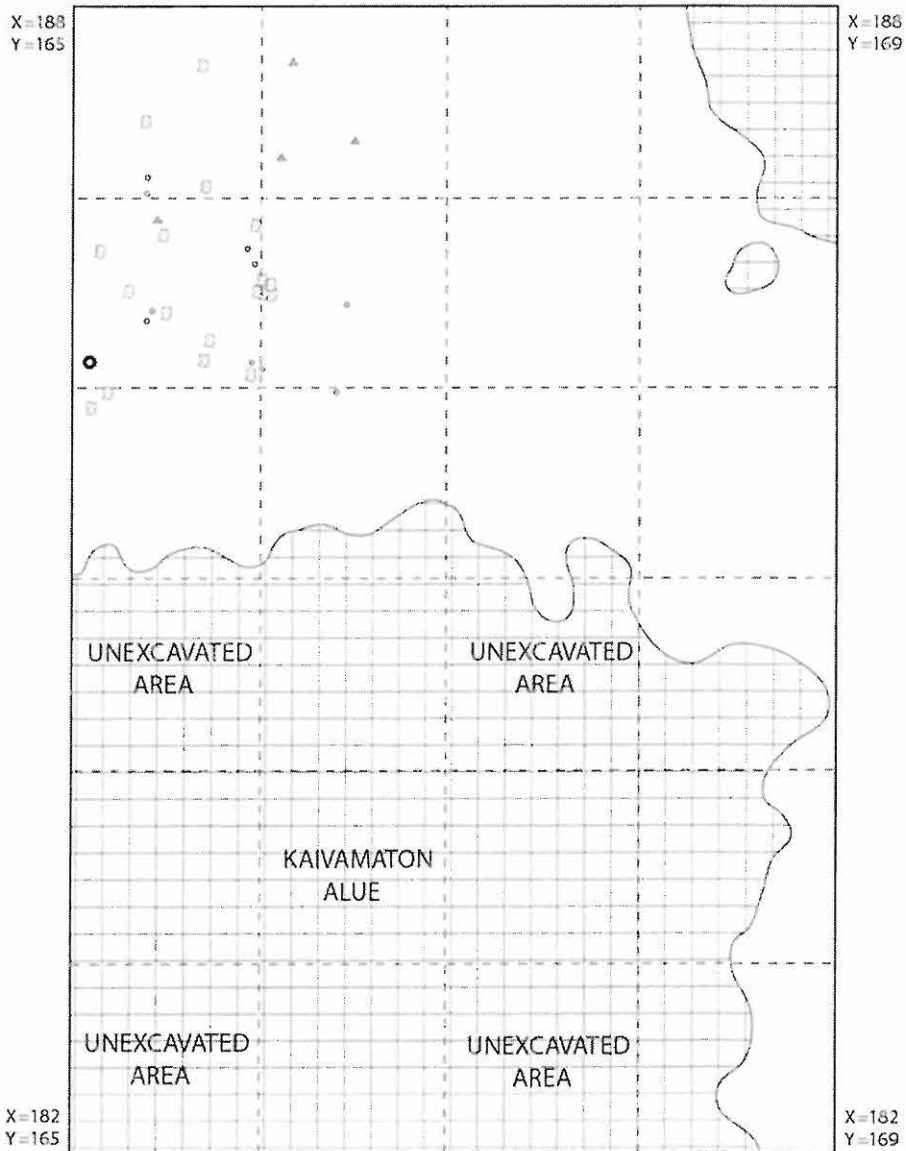 X=188
Y=165
X=188
Y=169
UNEXCAVATED
AREA
UNEXCAVATED
AREA
KAIVAMATON
ALUE
UNEXCAVATED
AREA
UNEXCAVATED
AREA
X=182
Y=165
X=182
Y=169